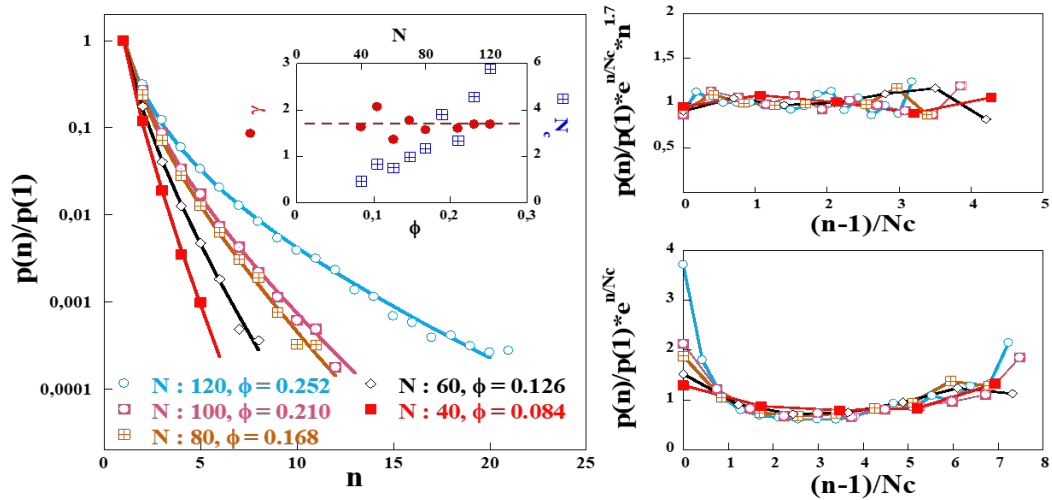 p(n)/p(1)
1
0,1
0,01
0,001
0,0001
0 5 10 15 20 25
n
N : 120, ϕ = 0.252
N : 100, ϕ = 0.210
N : 80, ϕ = 0.168
N : 60, ϕ = 0.126
N : 40, ϕ = 0.084
N
0 40 80 120
γ
3
2
1
0
6
4
2
0
N c
0,1 0,2 0,3
ϕ
p(n)/p(1)*e^n/Nc*n^1.7
2
1,5
1
0,5
0 1 2 3 4 5
(n-1)/Nc
p(n)/p(1)*e^n/Nc
4
3
2
1
0
0 1 2 3 4 5 6 7 8
(n-1)/Nc